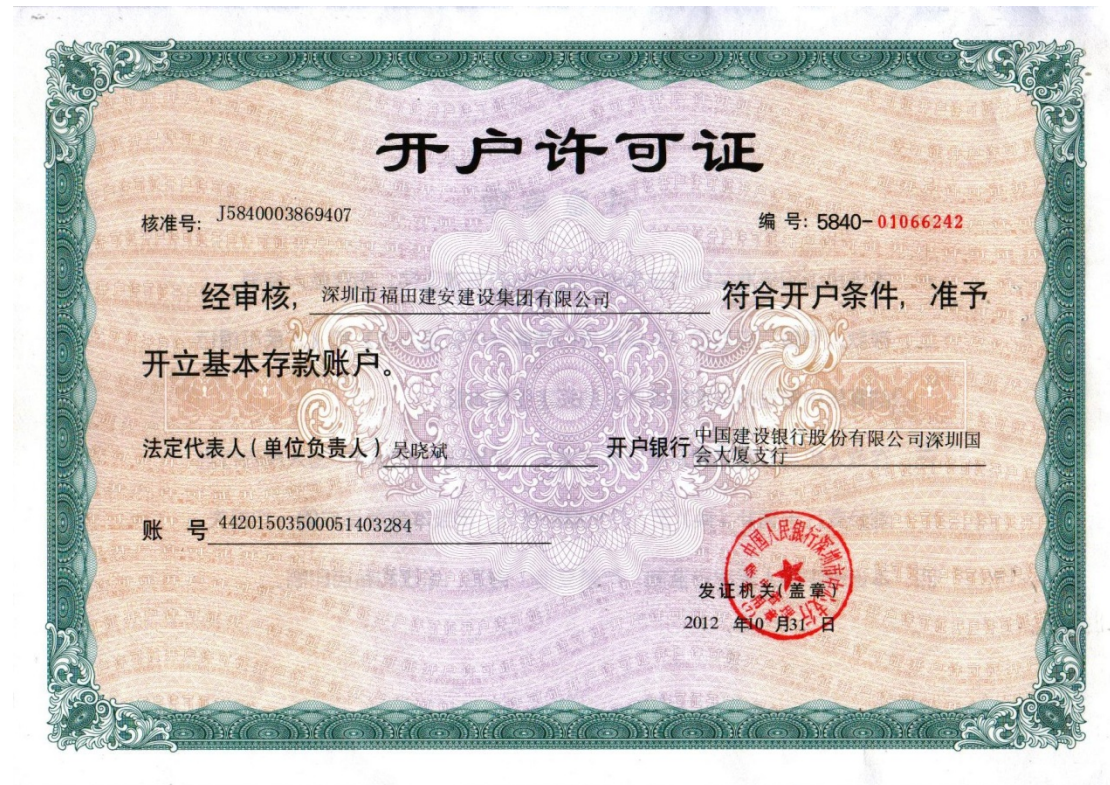 开户许可证
核准号: J5840003869407
编 号: 5840-01066242
经审核, 深圳市福田建安建设集团有限公司 符合开户条件, 准予
开立基本存款账户。
法定代表人(单位负责人) 吴晓斌 开户银行 中国建设银行股份有限公司深圳国
会大厦支行
账 号 44201503500051403284
中国人民银行深圳市中心支行
发证机关(盖章)
2012 年10 月31 日